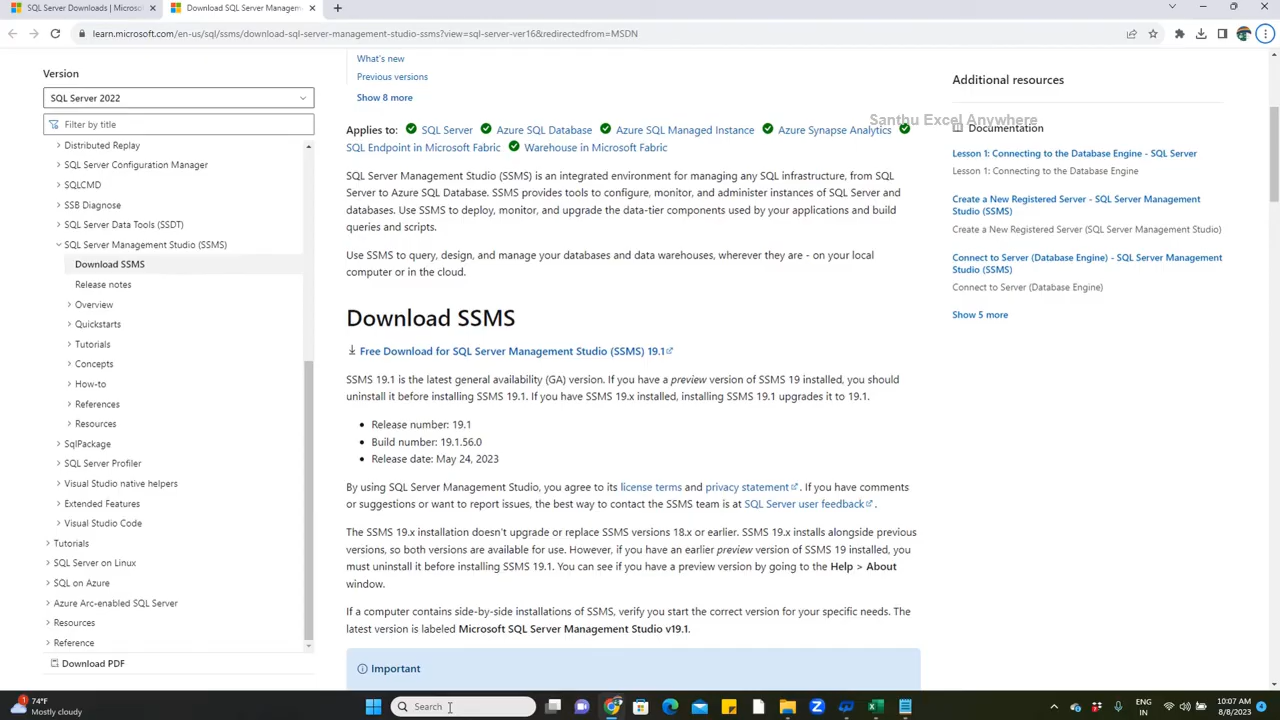 SQL Server Downloads | Microsof
Download SQL Server Managemen
learn.microsoft.com/en-us/sql/ssms/download-sql-server-management-studio-ssms?view=sql-server-ver16&redirectedfrom=MSDN
Version
SQL Server 2022
Filter by title
Distributed Replay
SQL Server Configuration Manager
SQLCMD
SSB Diagnose
SQL Server Data Tools (SSDT)
SQL Server Management Studio (SSMS)
Download SSMS
Release notes
Overview
Quickstarts
Tutorials
Concepts
How-to
References
Resources
SqlPackage
SQL Server Profiler
Visual Studio native helpers
Extended Features
Visual Studio Code
Tutorials
SQL Server on Linux
SQL on Azure
Azure Arc-enabled SQL Server
Resources
Reference
Download PDF
What's new
Previous versions
Show 8 more
Applies to: SQL Server Azure SQL Database Azure SQL Managed Instance Azure Synapse Analytics
SQL Endpoint in Microsoft Fabric Warehouse in Microsoft Fabric
SQL Server Management Studio (SSMS) is an integrated environment for managing any SQL infrastructure, from SQL
Server to Azure SQL Database. SSMS provides tools to configure, monitor, and administer instances of SQL Server and
databases. Use SSMS to deploy, monitor, and upgrade the data-tier components used by your applications and build
queries and scripts.
Use SSMS to query, design, and manage your databases and data warehouses, wherever they are - on your local
computer or in the cloud.
Download SSMS
Free Download for SQL Server Management Studio (SSMS) 19.1
SSMS 19.1 is the latest general availability (GA) version. If you have a preview version of SSMS 19 installed, you should
uninstall it before installing SSMS 19.1. If you have SSMS 19.x installed, installing SSMS 19.1 upgrades it to 19.1.
• Release number: 19.1
• Build number: 19.1.56.0
• Release date: May 24, 2023
By using SQL Server Management Studio, you agree to its license terms and privacy statement. If you have comments
or suggestions or want to report issues, the best way to contact the SSMS team is at SQL Server user feedback.
The SSMS 19.x installation doesn't upgrade or replace SSMS versions 18.x or earlier. SSMS 19.x installs alongside previous
versions, so both versions are available for use. However, if you have an earlier preview version of SSMS 19 installed, you
must uninstall it before installing SSMS 19.1. You can see if you have a preview version by going to the Help > About
window.
If a computer contains side-by-side installations of SSMS, verify you start the correct version for your specific needs. The
latest version is labeled Microsoft SQL Server Management Studio v19.1.
Important
Additional resources
Santhu Excel Anywhere
Documentation
Lesson 1: Connecting to the Database Engine - SQL Server
Lesson 1: Connecting to the Database Engine
Create a New Registered Server - SQL Server Management
Studio (SSMS)
Create a New Registered Server (SQL Server Management Studio)
Connect to Server (Database Engine) - SQL Server Management
Studio (SSMS)
Connect to Server (Database Engine)
Show 5 more
1
74°F
Mostly cloudy
Search
ENG
IN
10:07 AM
8/8/2023